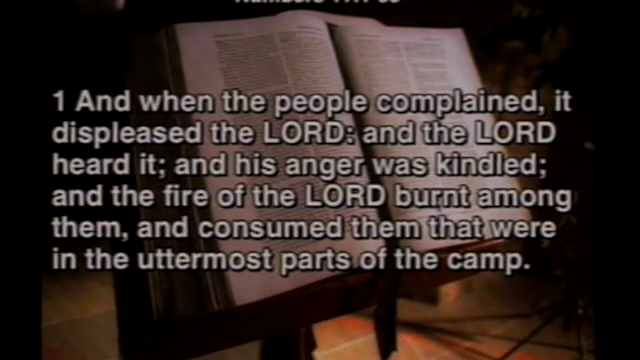 1 And when the people complained, it
displeased the LORD: and the LORD
heard it; and his anger was kindled;
and the fire of the LORD burnt among
them, and consumed them that were
in the uttermost parts of the camp.